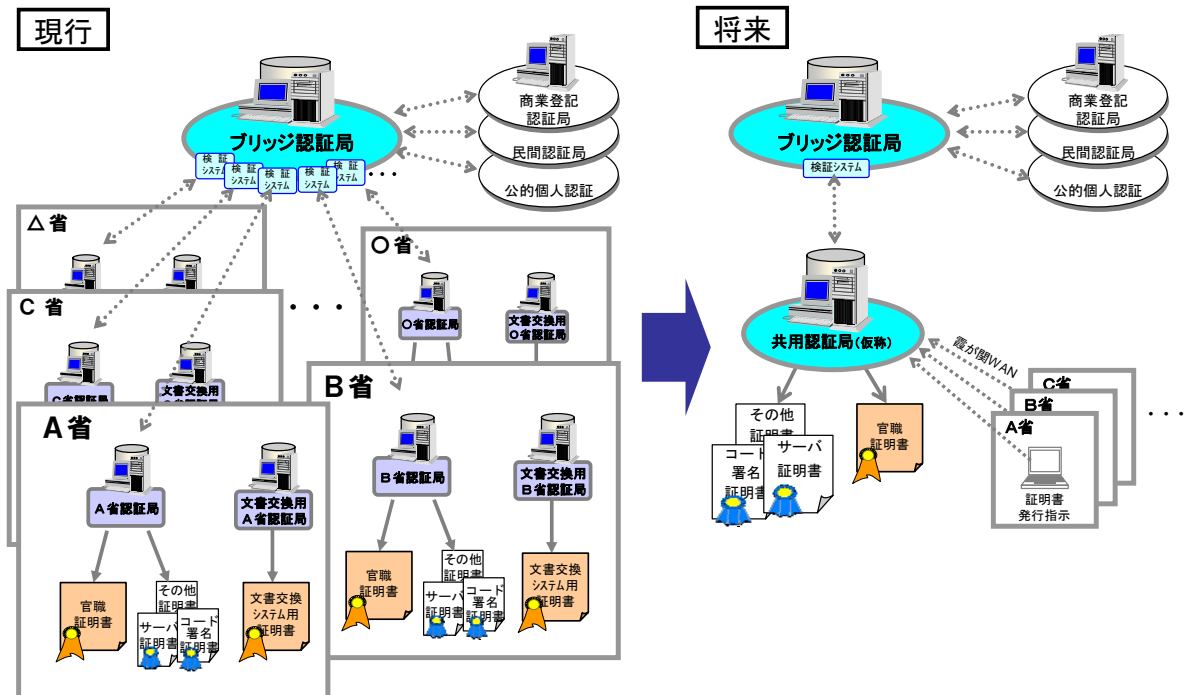 現行
ブリッジ認証局
検 証
システム
検 証
システム
検 証
システム
検 証
システム
検 証
システム
・・・
商業登記
認証局
民間認証局
公的個人認証
△省
C 省
C省認証局
文書交換用
・・・
〇省
〇省認証局
文書交換用
〇省認証局
A省
A省認証局
文書交換用
A省認証局
官職
証明書
その他
証明書
サーバ
証明書
コード
署名
証明書
文書交換
システム用
証明書
B省
B省認証局
文書交換用
B省認証局
官職
証明書
その他
証明書
サーバ
証明書
コード
署名
証明書
文書交換
システム用
証明書
将来
ブリッジ認証局
検証システム
商業登記
認証局
民間認証局
公的個人認証
共用認証局(仮称)
霞が関WAN
その他
証明書
コード
署名
証明書
サーバ
証明書
官職
証明書
C省
B省
A省
証明書
発行指示
・・・